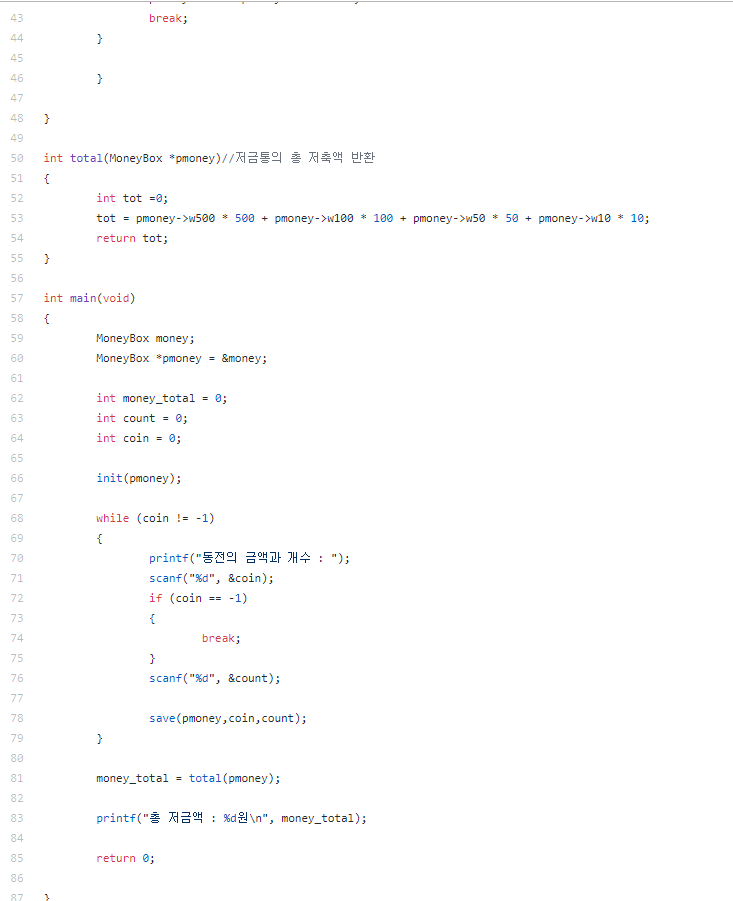 43 break;
44 }
45
46 }
47
48 }
49
50 int total(MoneyBox *pmoney)//저금통의 총 저축액 반환
51 {
52 int tot =0;
53 tot = pmoney->w500 * 500 + pmoney->w100 * 100 + pmoney->w50 * 50 + pmoney->w10 * 10;
54 return tot;
55 }
56
57 int main(void)
58 {
59 MoneyBox money;
60 MoneyBox *pmoney = &money;
61
62 int money_total = 0;
63 int count = 0;
64 int coin = 0;
65
66 init(pmoney);
67
68 while (coin != -1)
69 {
70 printf("동전의 금액과 개수 : ");
71 scanf("%d", &coin);
72 if (coin == -1)
73 {
74 break;
75 }
76 scanf("%d", &count);
77
78 save(pmoney,coin,count);
79 }
80
81 money_total = total(pmoney);
82
83 printf("총 저금액 : %d원\n", money_total);
84
85 return 0;
86
87 }